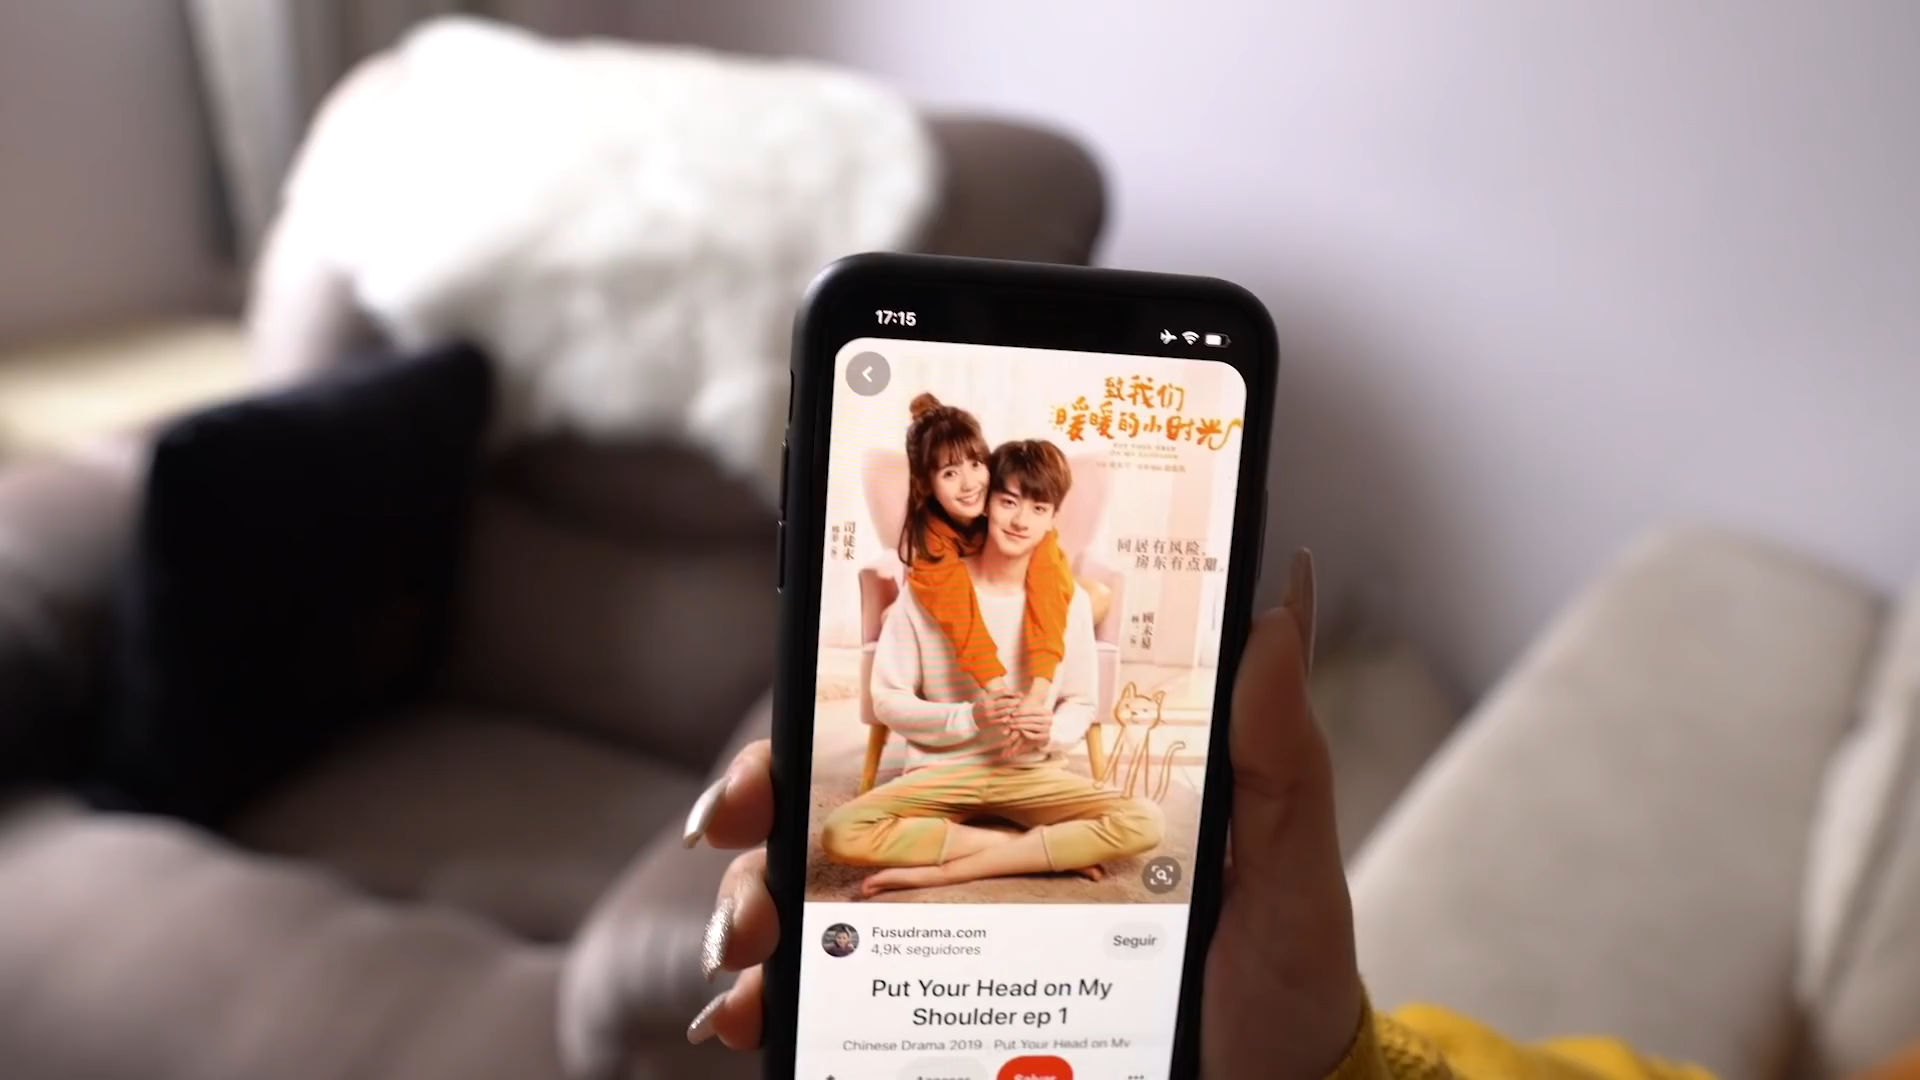 17:15
致我们
暖暖的小时光
司徒末
同居有风险,
房东有点甜。
顾未易
Fusudrama.com
4,9K seguidores
Seguir
Put Your Head on My
Shoulder ep 1
Chinese Drama 2019 . Put Your Head on My
Salvar